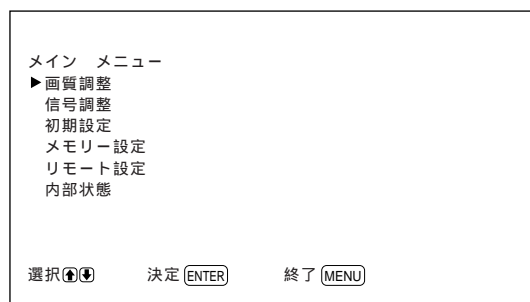 メイン メニュー
▶画質調整
信号調整
初期設定
メモリー設定
リモート設定
内部状態
選択⬆⬇ 決定 ENTER 終了 MENU